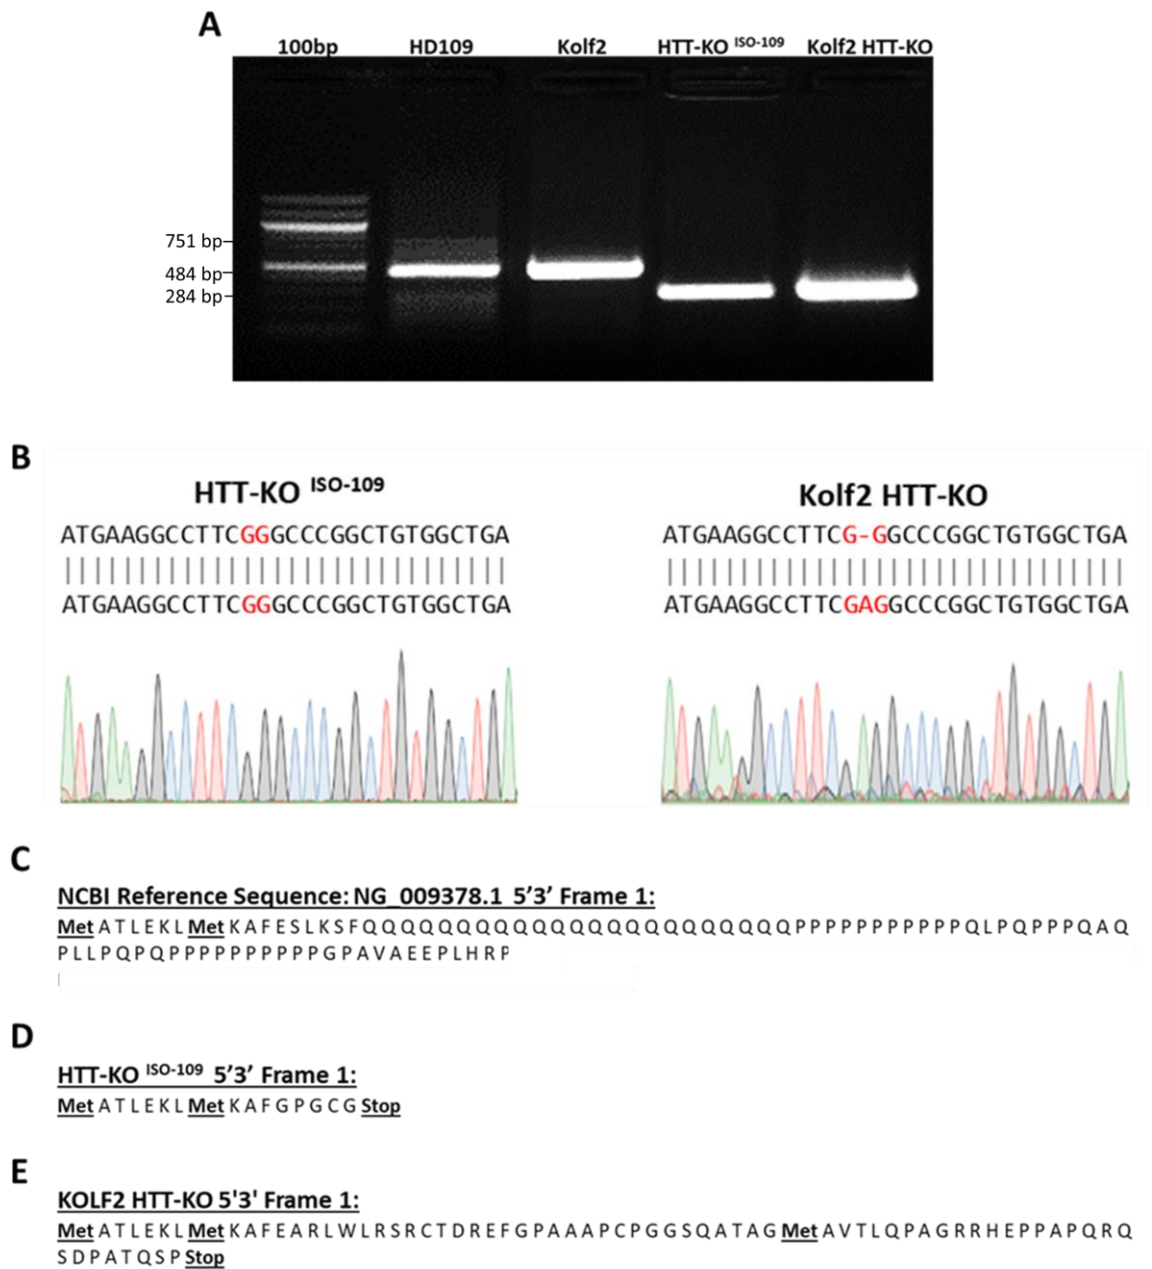 A
100bp HD109 Kolf2 HTT-KO ISO-109 Kolf2 HTT-KO
751 bp
484 bp
284 bp
B
HTT-KO ISO-109
ATGAAGGCCTTCGGGCCCGGCTGTGGCTGA
ATGAAGGCCTTCGGGCCCGGCTGTGGCTGA
Kolf2 HTT-KO
ATGAAGGCCTTCG-GGCCCGGCTGTGGCTGA
ATGAAGGCCTTCGAGGCCCGGCTGTGGCTGA
C
NCBI Reference Sequence: NG_009378.1 5'3' Frame 1:
Met A T L E K L Met K A F E S L K S F Q Q Q Q Q Q Q Q Q Q Q Q Q Q Q Q Q Q Q Q Q Q Q P P P P P P P P P P P Q L P Q P P P Q A Q
P L L P Q P Q P P P P P P P P P P G P A V A E E P L H R P
D
HTT-KO ISO-109 5'3' Frame 1:
Met A T L E K L Met K A F G P G C G Stop
E
KOLF2 HTT-KO 5'3' Frame 1:
Met A T L E K L Met K A F E A R L W L R S R C T D R E F G P A A A P C P G G S Q A T A G Met A V T L Q P A G R R H E P P A P Q R Q
S D P A T Q S P Stop